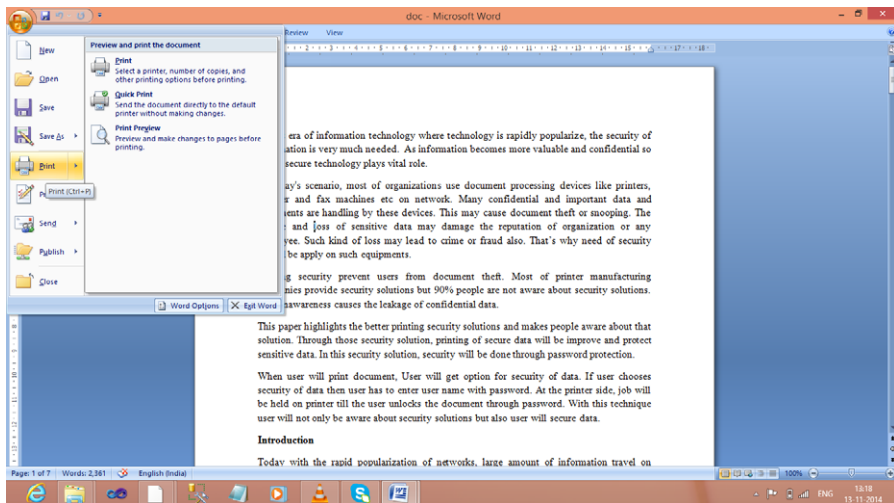 doc - Microsoft Word
Review View
New
Open
Save
Save As
Print
Print (Ctrl+P)
Send
Publish
Close
Preview and print the document
Print
Select a printer, number of copies, and
other printing options before printing.
Quick Print
Send the document directly to the default
printer without making changes.
Print Preview
Preview and make changes to pages before
printing.
Word Options Exit Word
era of information technology where technology is rapidly popularize, the security of
is very much needed. As information becomes more valuable and confidential so
secure technology plays vital role.
scenario, most of organizations use document processing devices like printers,
and fax machines etc on network. Many confidential and important data and
are handling by these devices. This may cause document theft or snooping. The
and loss of sensitive data may damage the reputation of organization or any
Such kind of loss may lead to crime or fraud also. That's why need of security
be apply on such equipments.
security prevent users from document theft. Most of printer manufacturing
provide security solutions but 90% people are not aware about security solutions.
causes the leakage of confidential data.
This paper highlights the better printing security solutions and makes people aware about that
solution. Through those security solution, printing of secure data will be improve and protect
sensitive data. In this security solution, security will be done through password protection.
When user will print document, User will get option for security of data. If user chooses
security of data then user has to enter user name with password. At the printer side, job will
be held on printer till the user unlocks the document through password. With this technique
user will not only be aware about security solutions but also user will secure data.
Introduction
Today with the rapid popularization of networks, large amount of information travel on
Page: 1 of 7 Words: 2,361 English (India) 100%
ENG 18:18
13-11-2014